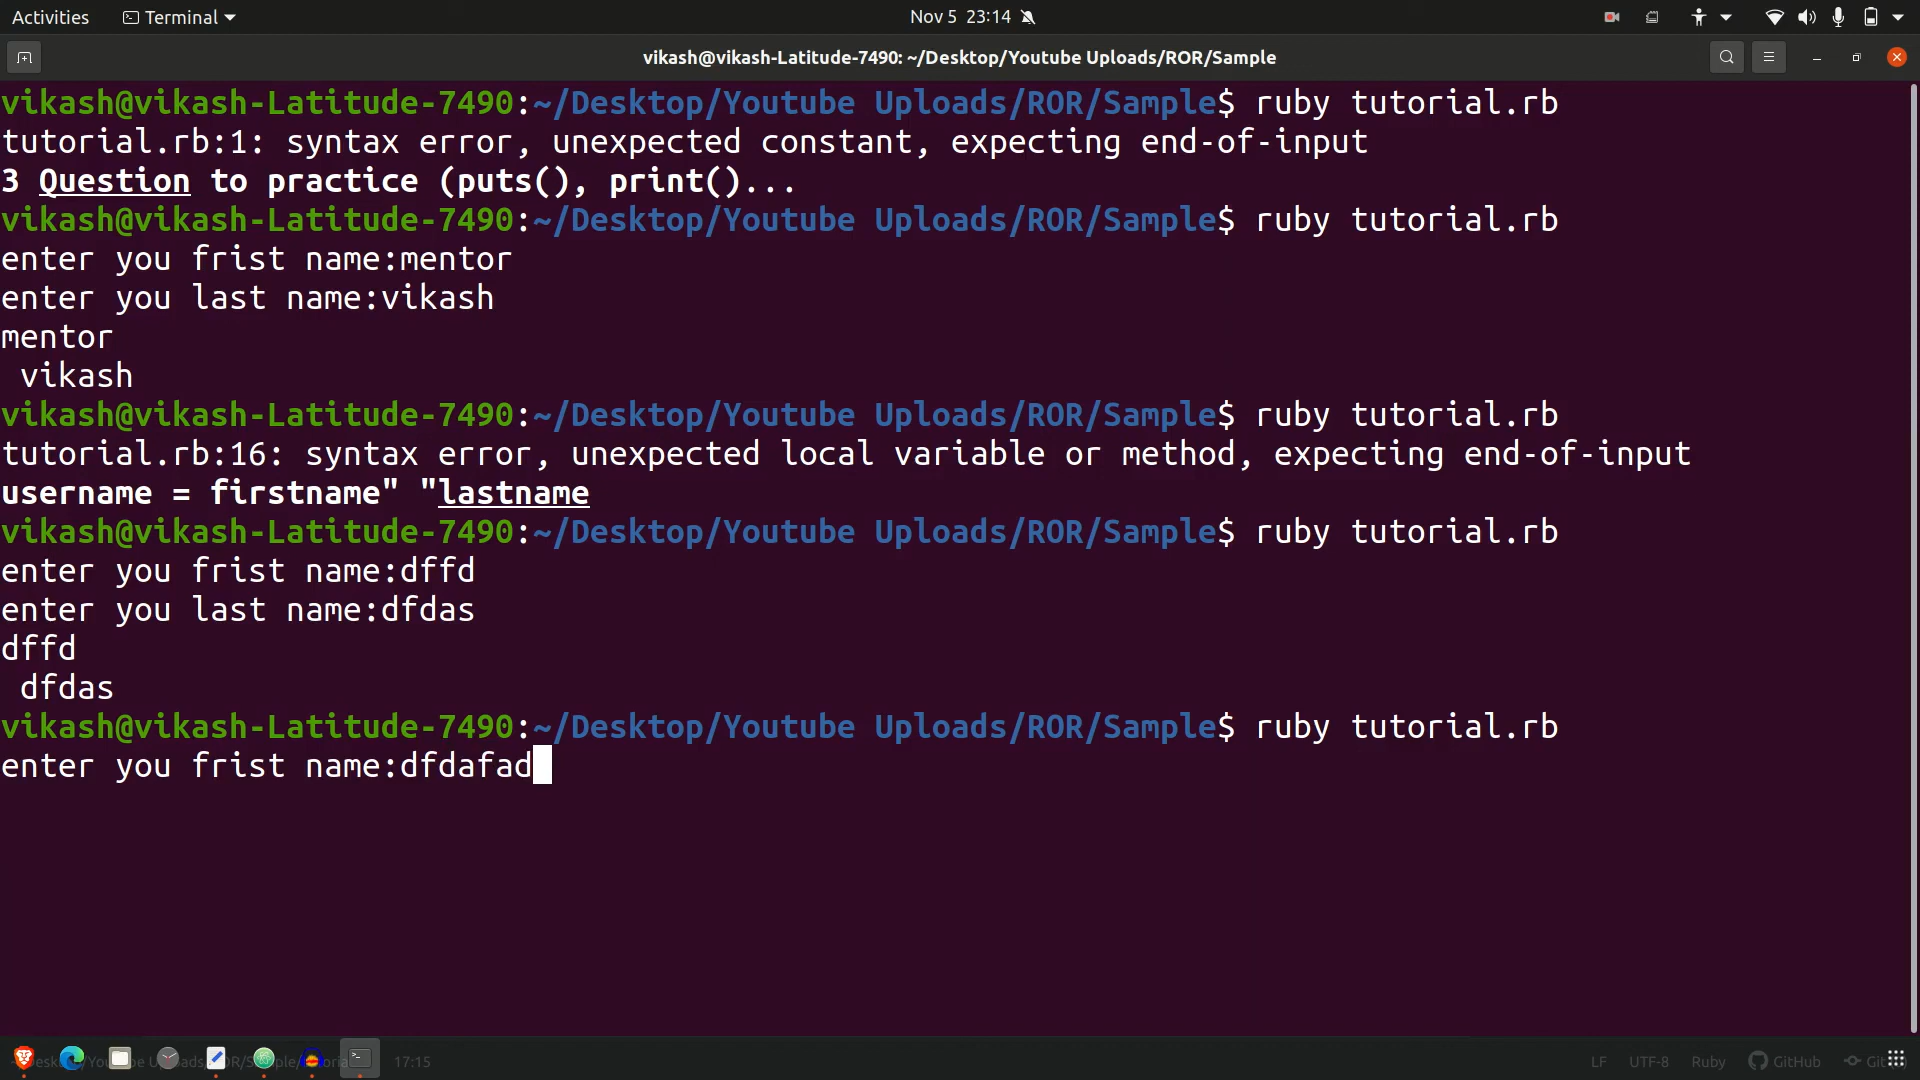 Activities Terminal Nov 5 23:14
vikash@vikash-Latitude-7490: ~/Desktop/Youtube Uploads/ROR/Sample
vikash@vikash-Latitude-7490:~/Desktop/Youtube Uploads/ROR/Sample$ ruby tutorial.rb
tutorial.rb:1: syntax error, unexpected constant, expecting end-of-input
3 Question to practice (puts(), print()...
vikash@vikash-Latitude-7490:~/Desktop/Youtube Uploads/ROR/Sample$ ruby tutorial.rb
enter you frist name:mentor
enter you last name:vikash
mentor
 vikash
vikash@vikash-Latitude-7490:~/Desktop/Youtube Uploads/ROR/Sample$ ruby tutorial.rb
tutorial.rb:16: syntax error, unexpected local variable or method, expecting end-of-input
username = firstname" "lastname
vikash@vikash-Latitude-7490:~/Desktop/Youtube Uploads/ROR/Sample$ ruby tutorial.rb
enter you frist name:dffd
enter you last name:dfdas
dffd
 dfdas
vikash@vikash-Latitude-7490:~/Desktop/Youtube Uploads/ROR/Sample$ ruby tutorial.rb
enter you frist name:dfdafad
17:15 LF UTF-8 Ruby GitHub